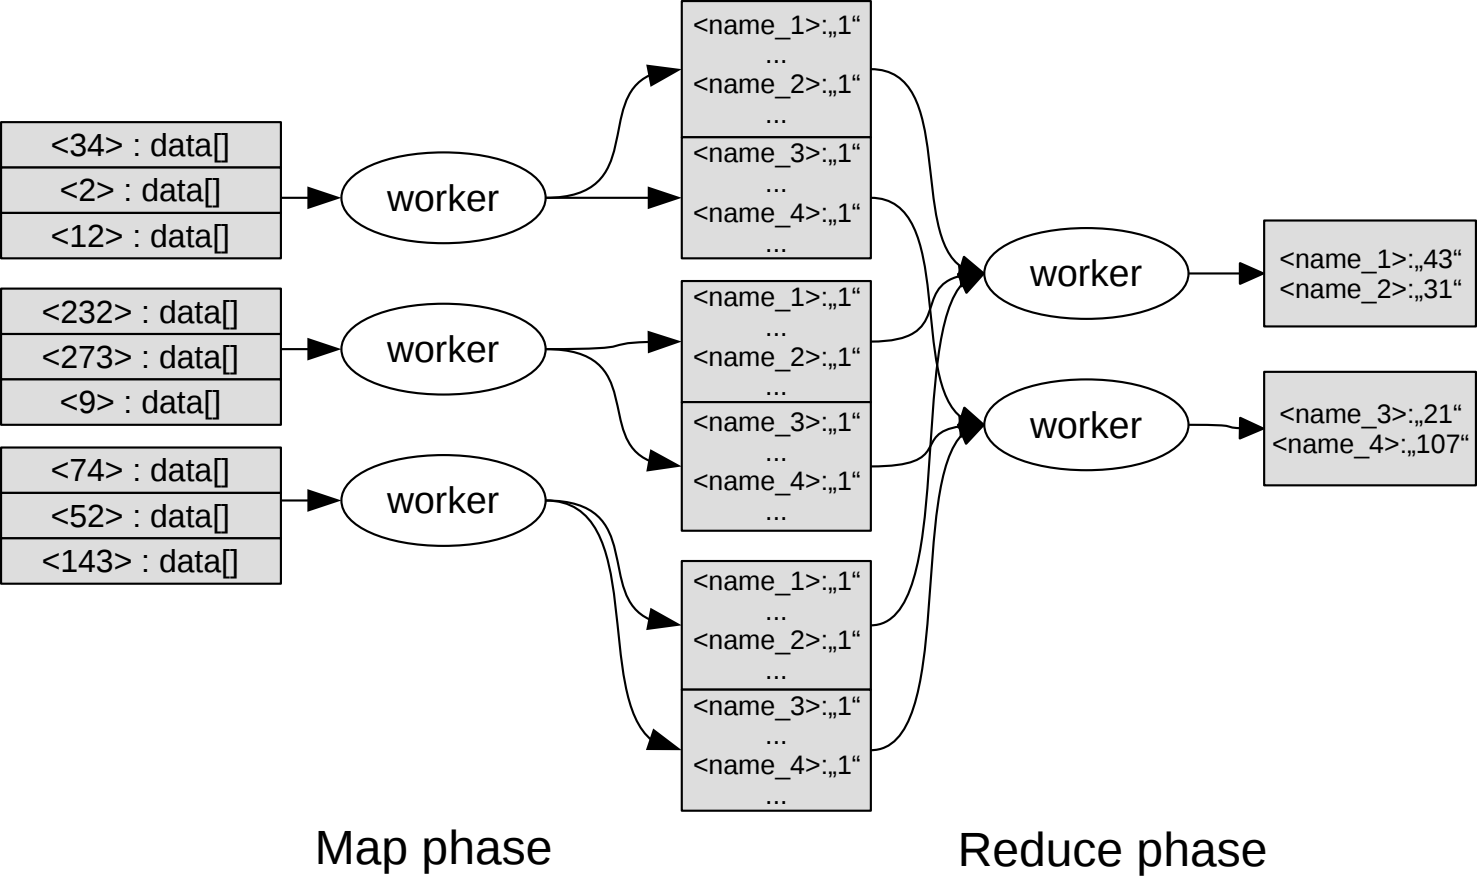 <34> : data[]
<2> : data[]
<12> : data[]
<232> : data[]
<273> : data[]
<9> : data[]
<74> : data[]
<52> : data[]
<143> : data[]
worker
worker
worker
<name_1>:„1“
...
<name_2>:„1“
...
<name_3>:„1“
...
<name_4>:„1“
...
<name_1>:„1“
...
<name_2>:„1“
...
<name_3>:„1“
...
<name_4>:„1“
...
<name_1>:„1“
...
<name_2>:„1“
...
<name_3>:„1“
...
<name_4>:„1“
...
worker
worker
<name_1>:„43“
<name_2>:„31“
<name_3>:„21“
<name_4>:„107“
Map phase
Reduce phase